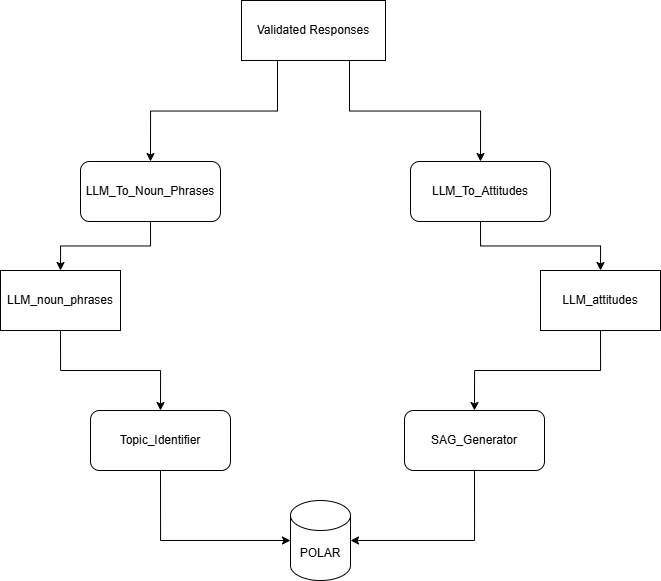 Validated Responses
LLM_To_Noun_Phrases
LLM_To_Attitudes
LLM_noun_phrases
LLM_attitudes
Topic_Identifier
SAG_Generator
POLAR